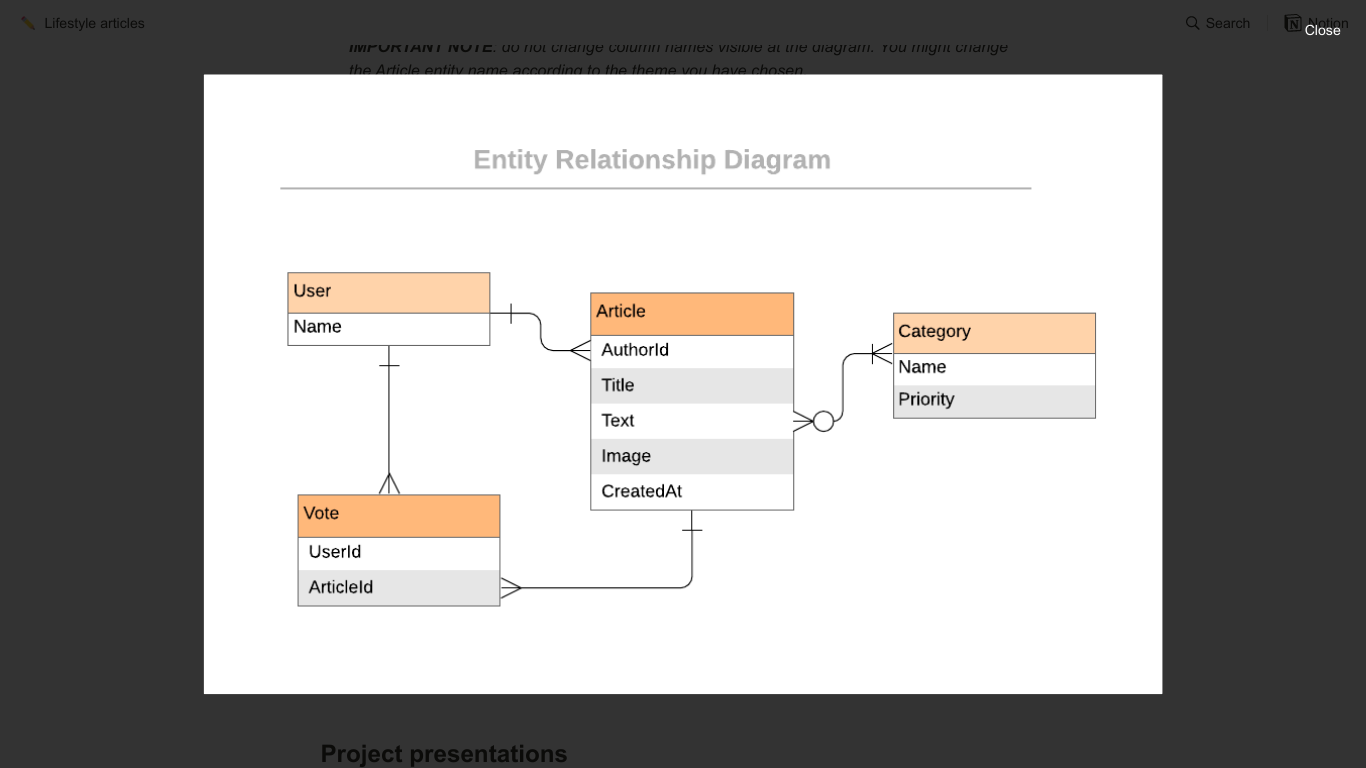 ✏️ Lifestyle articles
Search
Notion
Close
IMPORTANT NOTE: do not change column names visible at the diagram. You might change
the Article entity name according to the theme you have chosen.
Entity Relationship Diagram
User
Name
Article
AuthorId
Title
Text
Image
CreatedAt
Category
Name
Priority
Vote
UserId
ArticleId
Project presentations